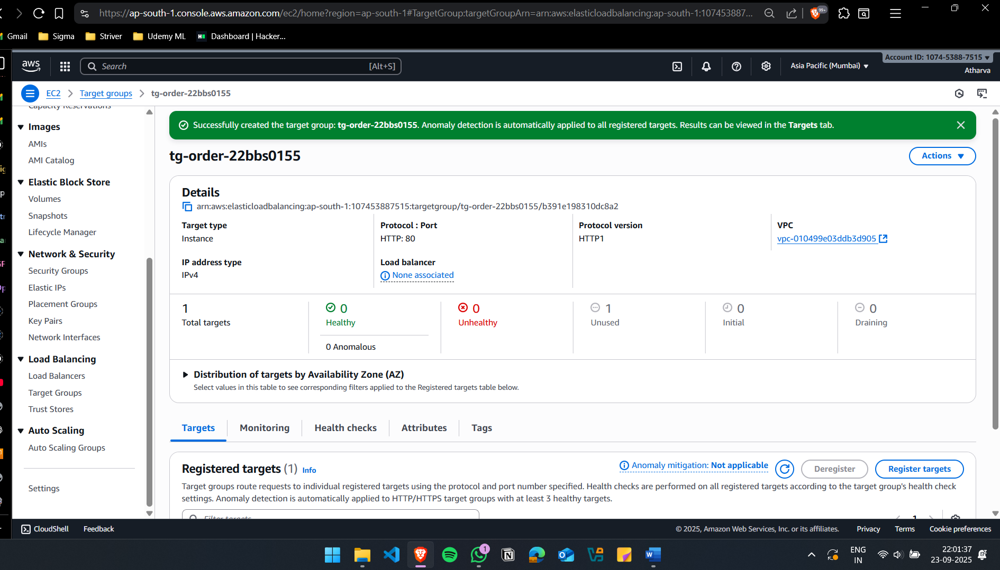 https://ap-south-1.console.aws.amazon.com/ec2/home?region=ap-south-1#TargetGroup:targetGroupArn=arn:aws:elasticloadbalancing:ap-south-1:107453887...
99+
Gmail
Sigma
Striver
Udemy ML
Dashboard | Hacker...
aws
Search
[Alt+S]
Asia Pacific (Mumbai)
Account ID: 1074-5388-7515
Atharva
EC2
Target groups
tg-order-22bbs0155
Capacity Reservations
Images
AMIs
AMI Catalog
Elastic Block Store
Volumes
Snapshots
Lifecycle Manager
Network & Security
Security Groups
Elastic IPs
Placement Groups
Key Pairs
Network Interfaces
Load Balancing
Load Balancers
Target Groups
Trust Stores
Auto Scaling
Auto Scaling Groups
Settings
Successfully created the target group: tg-order-22bbs0155. Anomaly detection is automatically applied to all registered targets. Results can be viewed in the Targets tab.
tg-order-22bbs0155
Actions
Details
arn:aws:elasticloadbalancing:ap-south-1:107453887515:targetgroup/tg-order-22bbs0155/b391e198310dc8a2
Target type
Instance
Protocol : Port
HTTP: 80
Protocol version
HTTP1
VPC
vpc-010499e03ddb3d905
IP address type
IPv4
Load balancer
None associated
1
Total targets
0
Healthy
0 Anomalous
0
Unhealthy
1
Unused
0
Initial
0
Draining
Distribution of targets by Availability Zone (AZ)
Select values in this table to see corresponding filters applied to the Registered targets table below.
Targets
Monitoring
Health checks
Attributes
Tags
Registered targets (1) Info
Anomaly mitigation: Not applicable
Deregister
Register targets
Target groups route requests to individual registered targets using the protocol and port number specified. Health checks are performed on all registered targets according to the target group's health check
settings. Anomaly detection is automatically applied to HTTP/HTTPS target groups with at least 3 healthy targets.
Filter targets
1
CloudShell
Feedback
© 2025, Amazon Web Services, Inc. or its affiliates.
Privacy
Terms
Cookie preferences
1
ENG
IN
22:01:37
23-09-2025